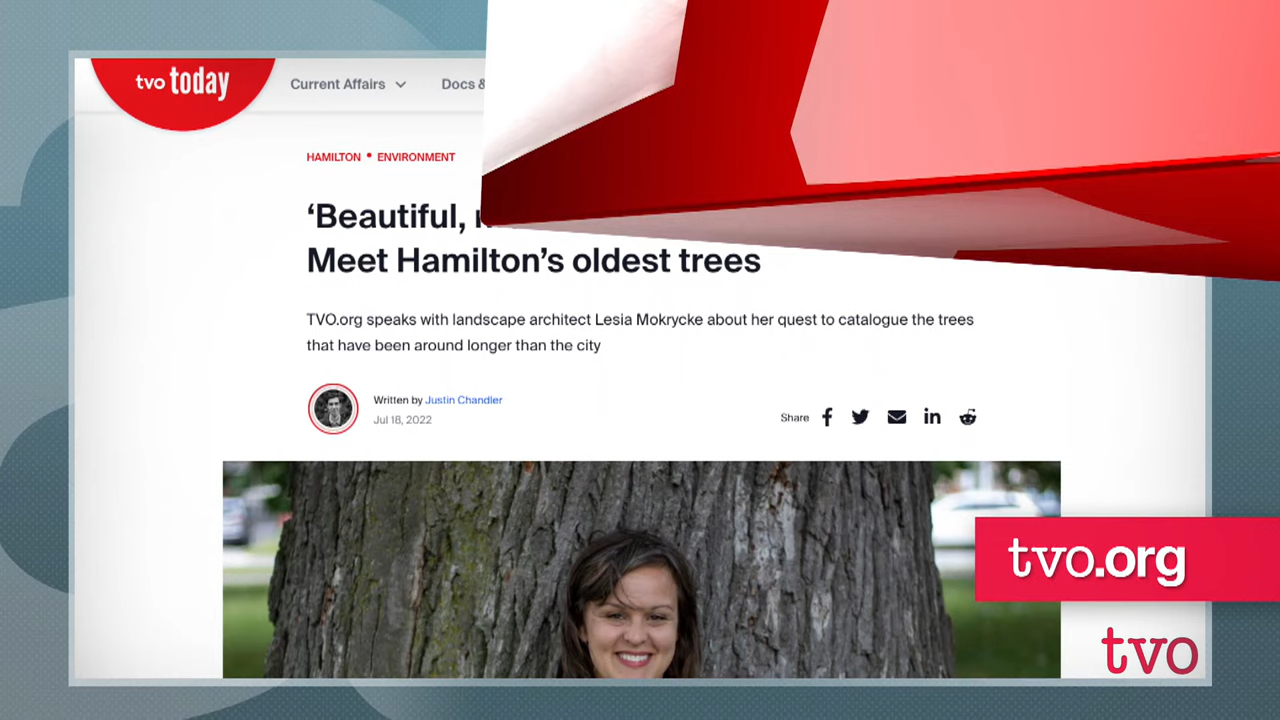 tvo today
Current Affairs
Docs &
HAMILTON • ENVIRONMENT
‘Beautiful,
Meet Hamilton’s oldest trees
TVO.org speaks with landscape architect Lesia Mokrycke about her quest to catalogue the trees
that have been around longer than the city
Written by Justin Chandler
Jul 18, 2022
Share
tvo.org
tvo